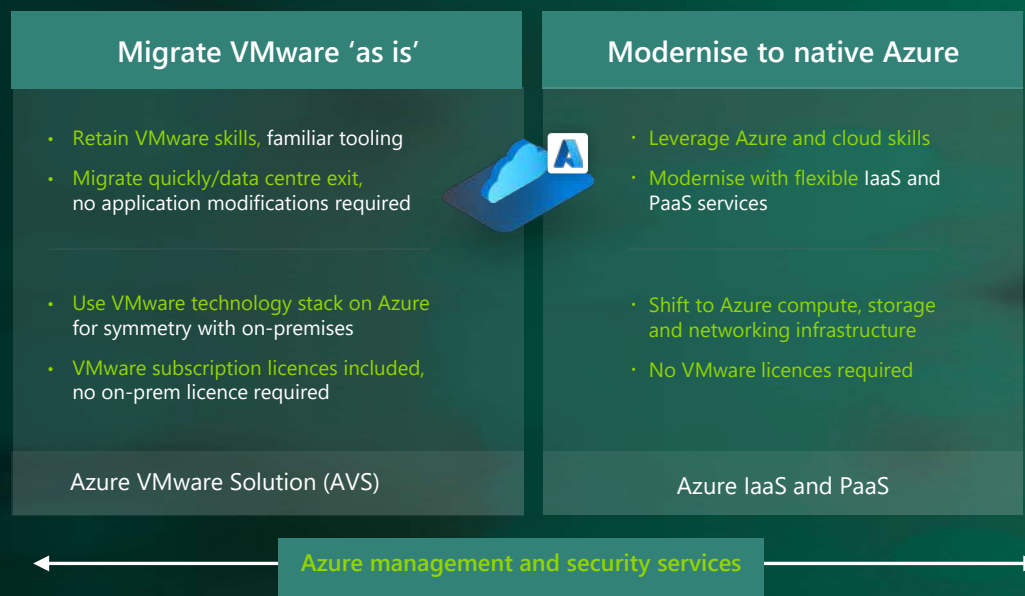 Migrate VMware ‘as is’
• Retain VMware skills, familiar tooling
• Migrate quickly/data centre exit,
no application modifications required
• Use VMware technology stack on Azure
for symmetry with on-premises
• VMware subscription licences included,
no on-prem licence required
Azure VMware Solution (AVS)
Modernise to native Azure
• Leverage Azure and cloud skills
• Modernise with flexible IaaS and
PaaS services
• Shift to Azure compute, storage
and networking infrastructure
• No VMware licences required
Azure IaaS and PaaS
Azure management and security services